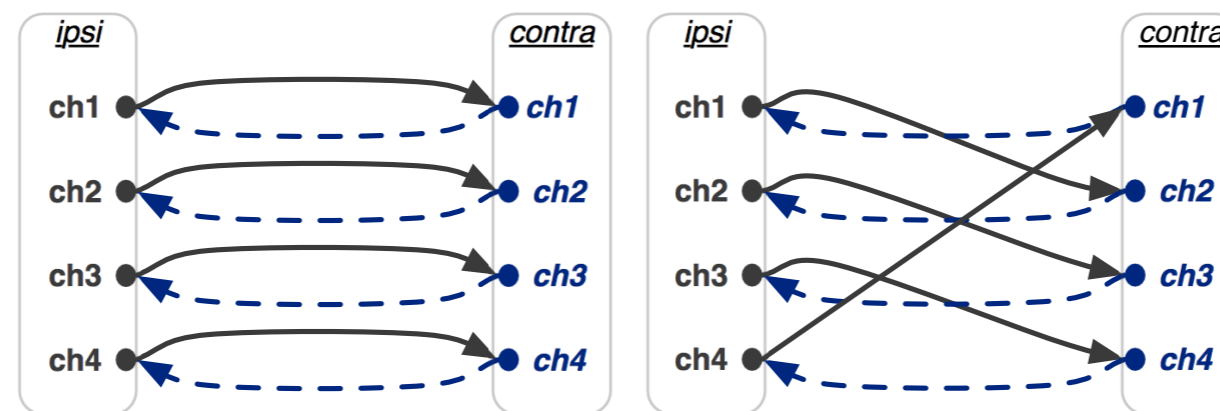 ipsi contra ipsi contra
ch1 ch1 ch1 ch1
ch2 ch2 ch2 ch2
ch3 ch3 ch3 ch3
ch4 ch4 ch4 ch4